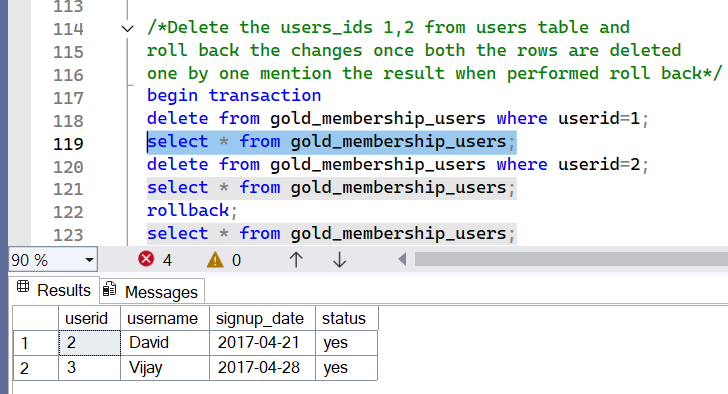 113
114 /*Delete the users_ids 1,2 from users table and
115 roll back the changes once both the rows are deleted
116 one by one mention the result when performed roll back*/
117 begin transaction
118 delete from gold_membership_users where userid=1;
119 select * from gold_membership_users;
120 delete from gold_membership_users where userid=2;
121 select * from gold_membership_users;
122 rollback;
123 select * from gold_membership_users;
90 % 4 0
Results Messages
userid username signup_date status
1 2 David 2017-04-21 yes
2 3 Vijay 2017-04-28 yes